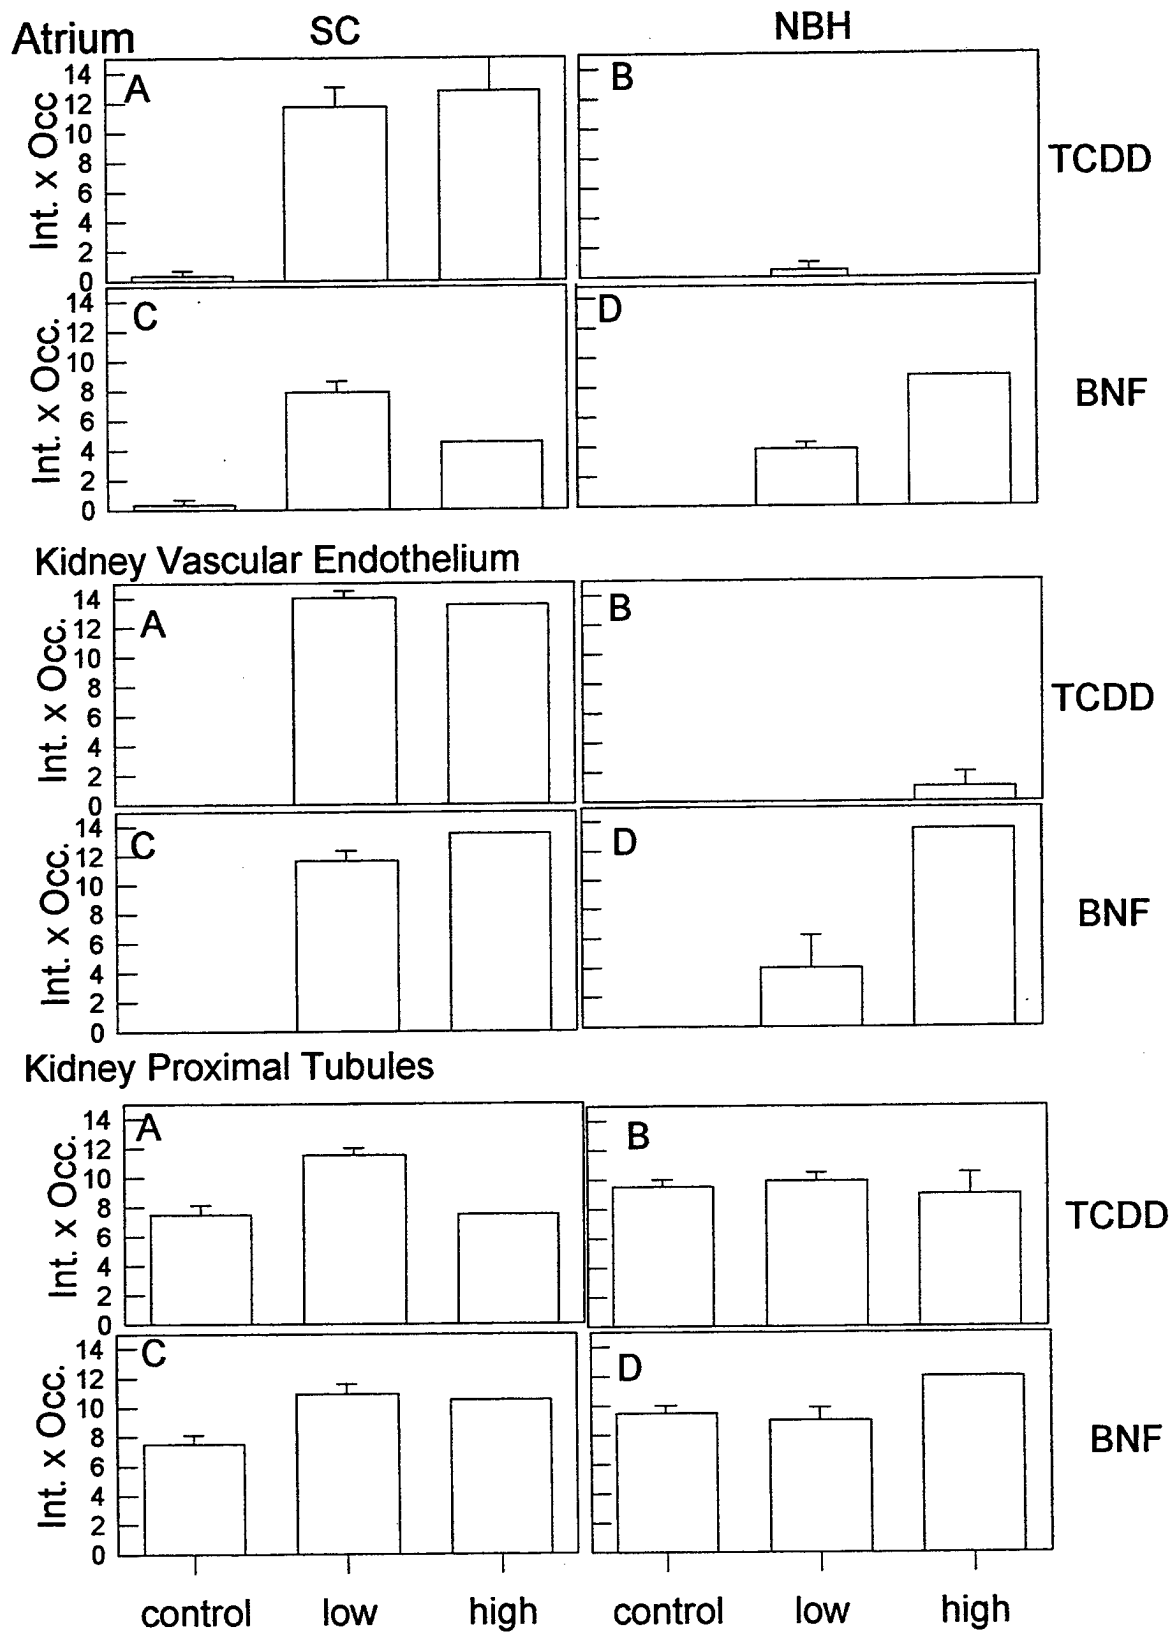 Atrium SC NBH
A B
14
12
10
8
6
4
2
0
Int. x Occ
TCDD
C D
14
12
10
8
6
4
2
0
Int. x Occ.
BNF
Kidney Vascular Endothelium
A B
14
12
10
8
6
4
2
0
Int. x Occ.
TCDD
C D
14
12
10
8
6
4
2
0
Int. x Occ.
BNF
Kidney Proximal Tubules
A B
14
12
10
8
6
4
2
0
Int. x Occ.
TCDD
C D
14
12
10
8
6
4
2
0
Int. x Occ.
BNF
control low high control low high